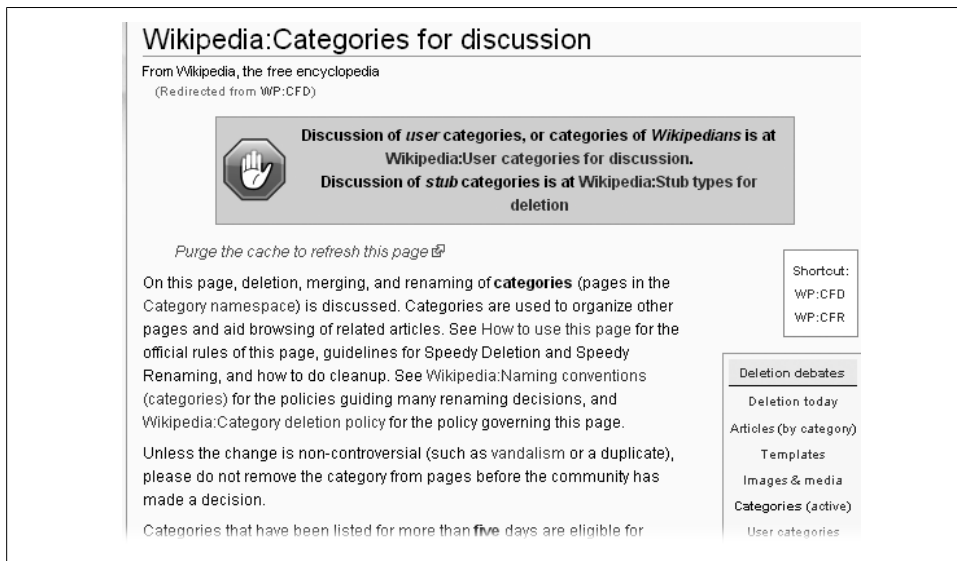 Wikipedia:Categories for discussion
From Wikipedia, the free encyclopedia
(Redirected from WP:CFD)
Discussion of user categories, or categories of Wikipedians is at
Wikipedia:User categories for discussion.
Discussion of stub categories is at Wikipedia:Stub types for
deletion
Purge the cache to refresh this page
On this page, deletion, merging, and renaming of categories (pages in the
Category namespace) is discussed. Categories are used to organize other
pages and aid browsing of related articles. See How to use this page for the
official rules of this page, guidelines for Speedy Deletion and Speedy
Renaming, and how to do cleanup. See Wikipedia:Naming conventions
(categories) for the policies guiding many renaming decisions, and
Wikipedia:Category deletion policy for the policy governing this page.
Unless the change is non-controversial (such as vandalism or a duplicate),
please do not remove the category from pages before the community has
made a decision.
Categories that have been listed for more than five days are eligible for
Shortcut:
WP:CFD
WP:CFR
Deletion debates
Deletion today
Articles (by category)
Templates
Images & media
Categories (active)
User categories